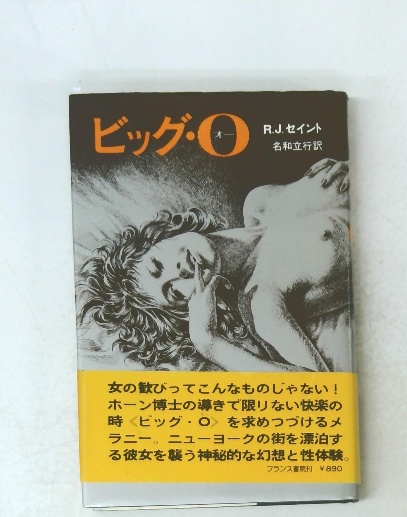 ビッグ・O
オー
R.J.セイント
名和立行訳
女の歓びってこんなものじゃない!
ホーン博士の導きで限りない快楽の
時〈ビッグ・O〉を求めつづけるメ
ラニー。ニューヨークの街を漂泊す
る彼女を襲う神秘的な幻想と性体験。
フランス書院刊 ¥890